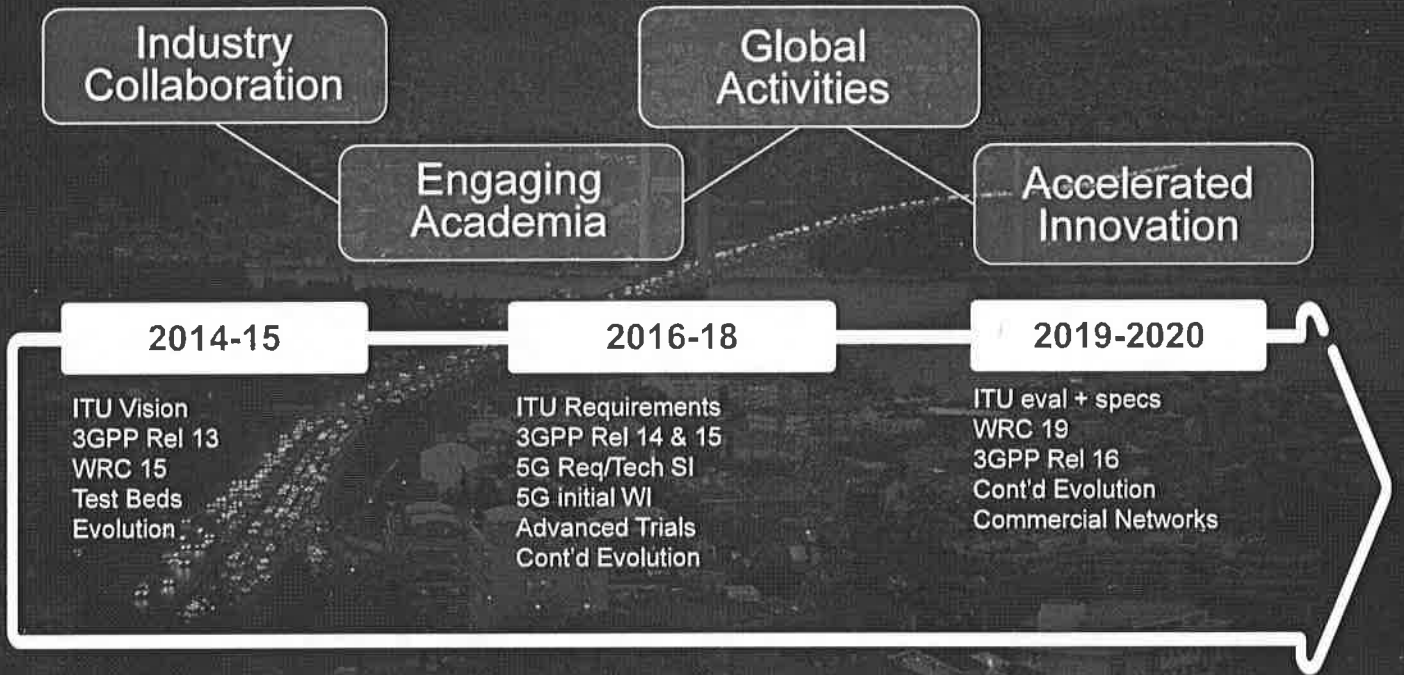 Industry
Collaboration
Global
Activities
Engaging
Academia
Accelerated
Innovation
2014-15
ITU Vision
3GPP Rel 13
WRC 15
Test Beds
Evolution
2016-18
ITU Requirements
3GPP Rel 14 & 15
5G Req/Tech SI
5G initial WI
Advanced Trials
Cont'd Evolution
2019-2020
ITU eval + specs
WRC 19
3GPP Rel 16
Cont'd Evolution
Commercial Networks